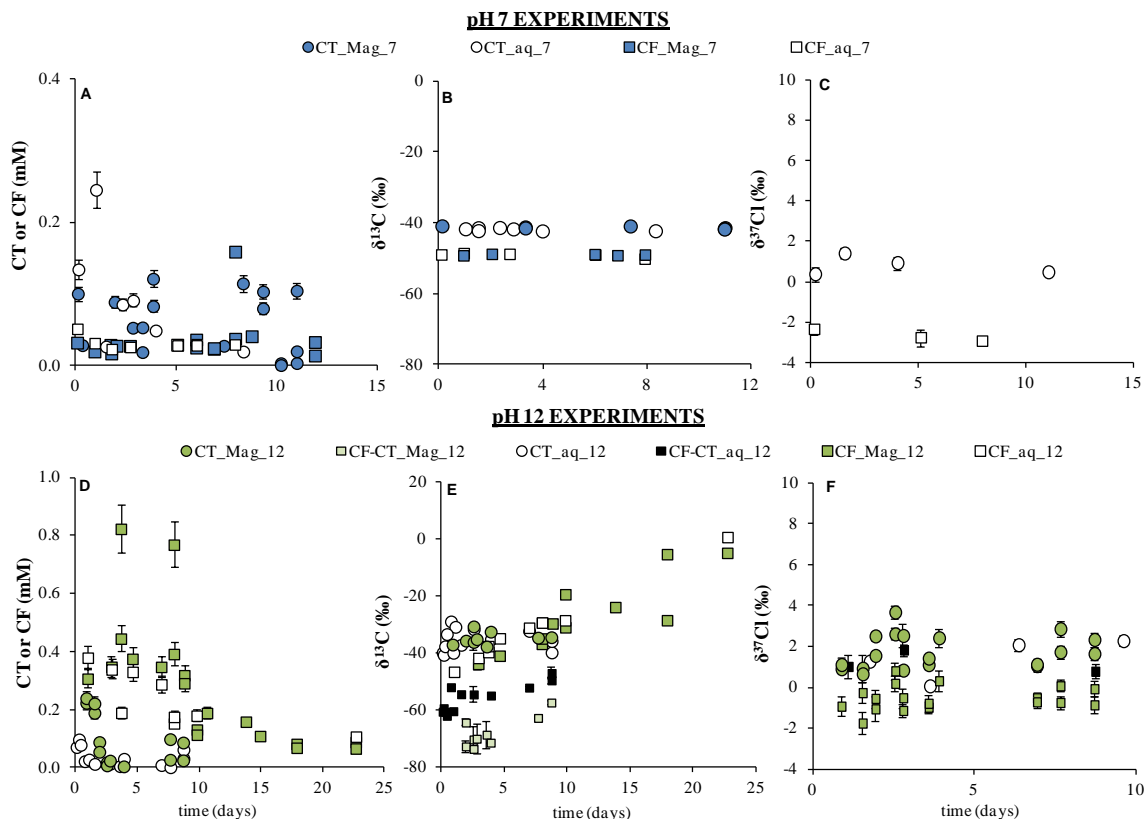 pH 7 EXPERIMENTS
CT_Mag_7 CT_aq_7 CF_Mag_7 CF_aq_7
A
CT or CF (mM)
0.4
0.2
0.0
0 5 10 15
B
δ13C (‰)
0
-20
-40
-60
-80
0 4 8 12
C
δ37Cl (‰)
10
8
6
4
2
0
-2
-4
0 5 10 15
pH 12 EXPERIMENTS
CT_Mag_12 CF-CT_Mag_12 CT_aq_12 CF-CT_aq_12 CF_Mag_12 CF_aq_12
D
CT or CF (mM)
1.0
0.8
0.6
0.4
0.2
0.0
0 5 10 15 20 25
time (days)
E
δ13C (‰)
20
0
-20
-40
-60
-80
0 5 10 15 20 25
time (days)
F
δ37Cl (‰)
10
8
6
4
2
0
-2
-4
0 5 10
time (days)